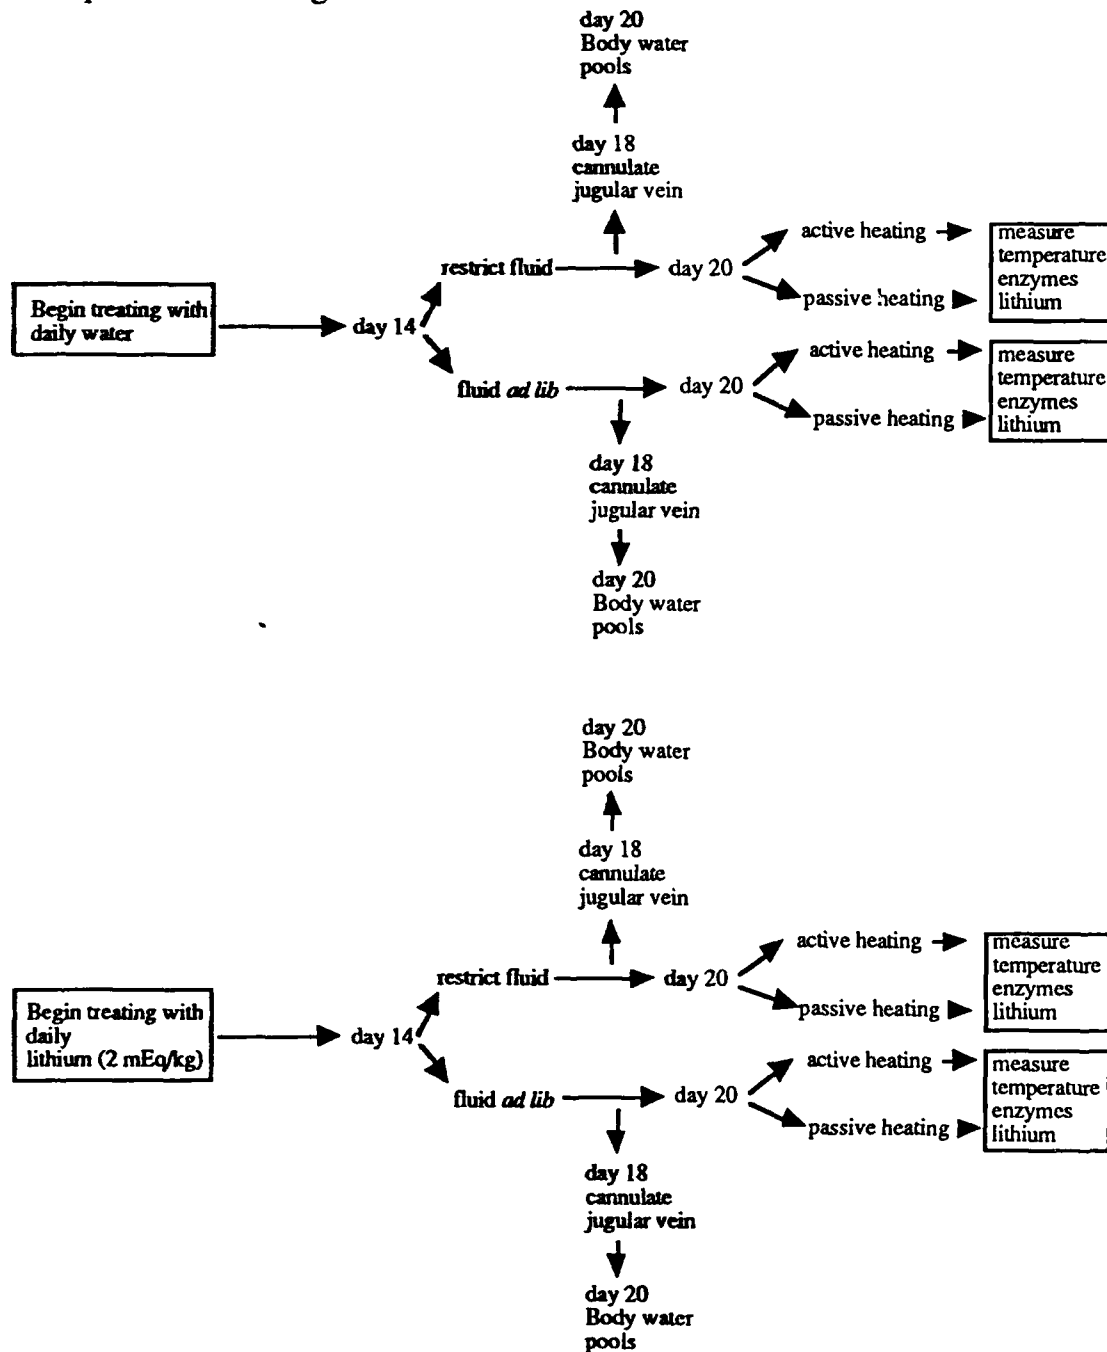 day 20
Body water
pools
day 18
cannulate
jugular vein
restrict fluid
day 20
active heating
passive heating
measure
temperature
enzymes
lithium
Begin treating with
daily water
day 14
fluid ad lib
day 20
active heating
passive heating
measure
temperature
enzymes
lithium
day 18
cannulate
jugular vein
day 20
Body water
pools
day 20
Body water
pools
day 18
cannulate
jugular vein
restrict fluid
day 20
active heating
passive heating
measure
temperature
enzymes
lithium
Begin treating with
daily
lithium (2 mEq/kg)
day 14
fluid ad lib
day 20
active heating
passive heating
measure
temperature
enzymes
lithium
day 18
cannulate
jugular vein
day 20
Body water
pools